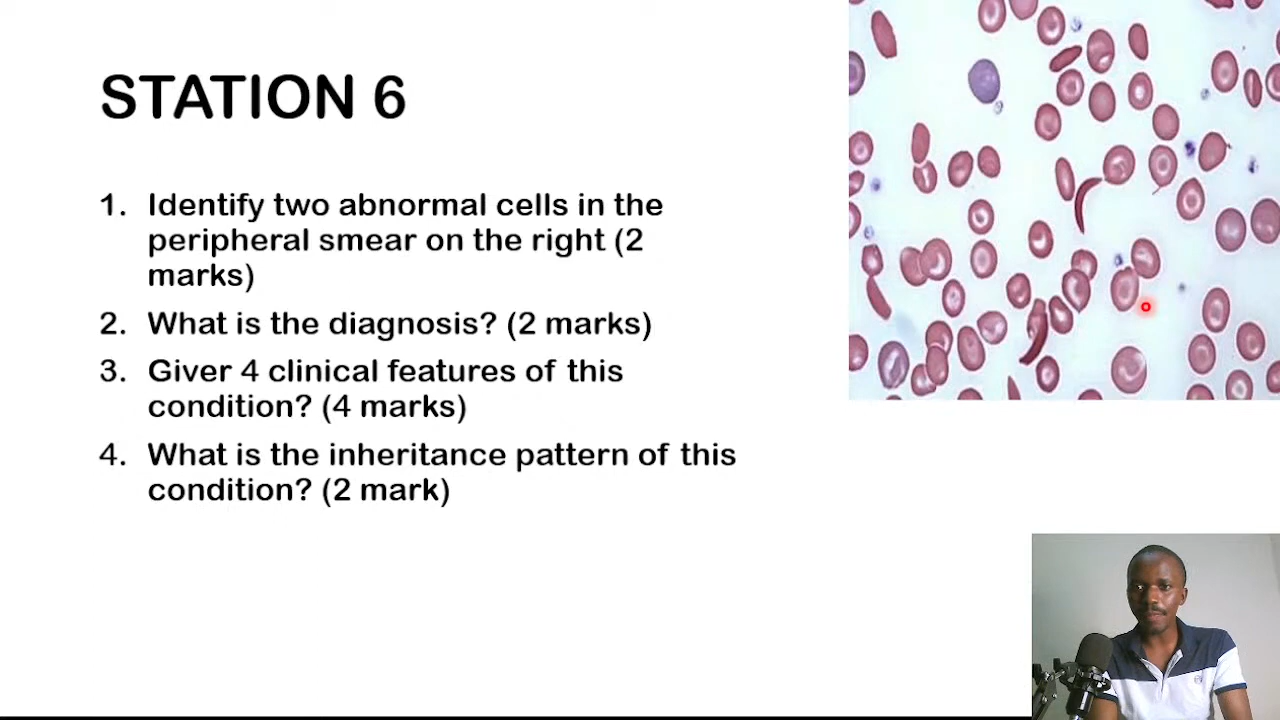 STATION 6
1. Identify two abnormal cells in the
peripheral smear on the right (2
marks)
2. What is the diagnosis? (2 marks)
3. Giver 4 clinical features of this
condition? (4 marks)
4. What is the inheritance pattern of this
condition? (2 mark)